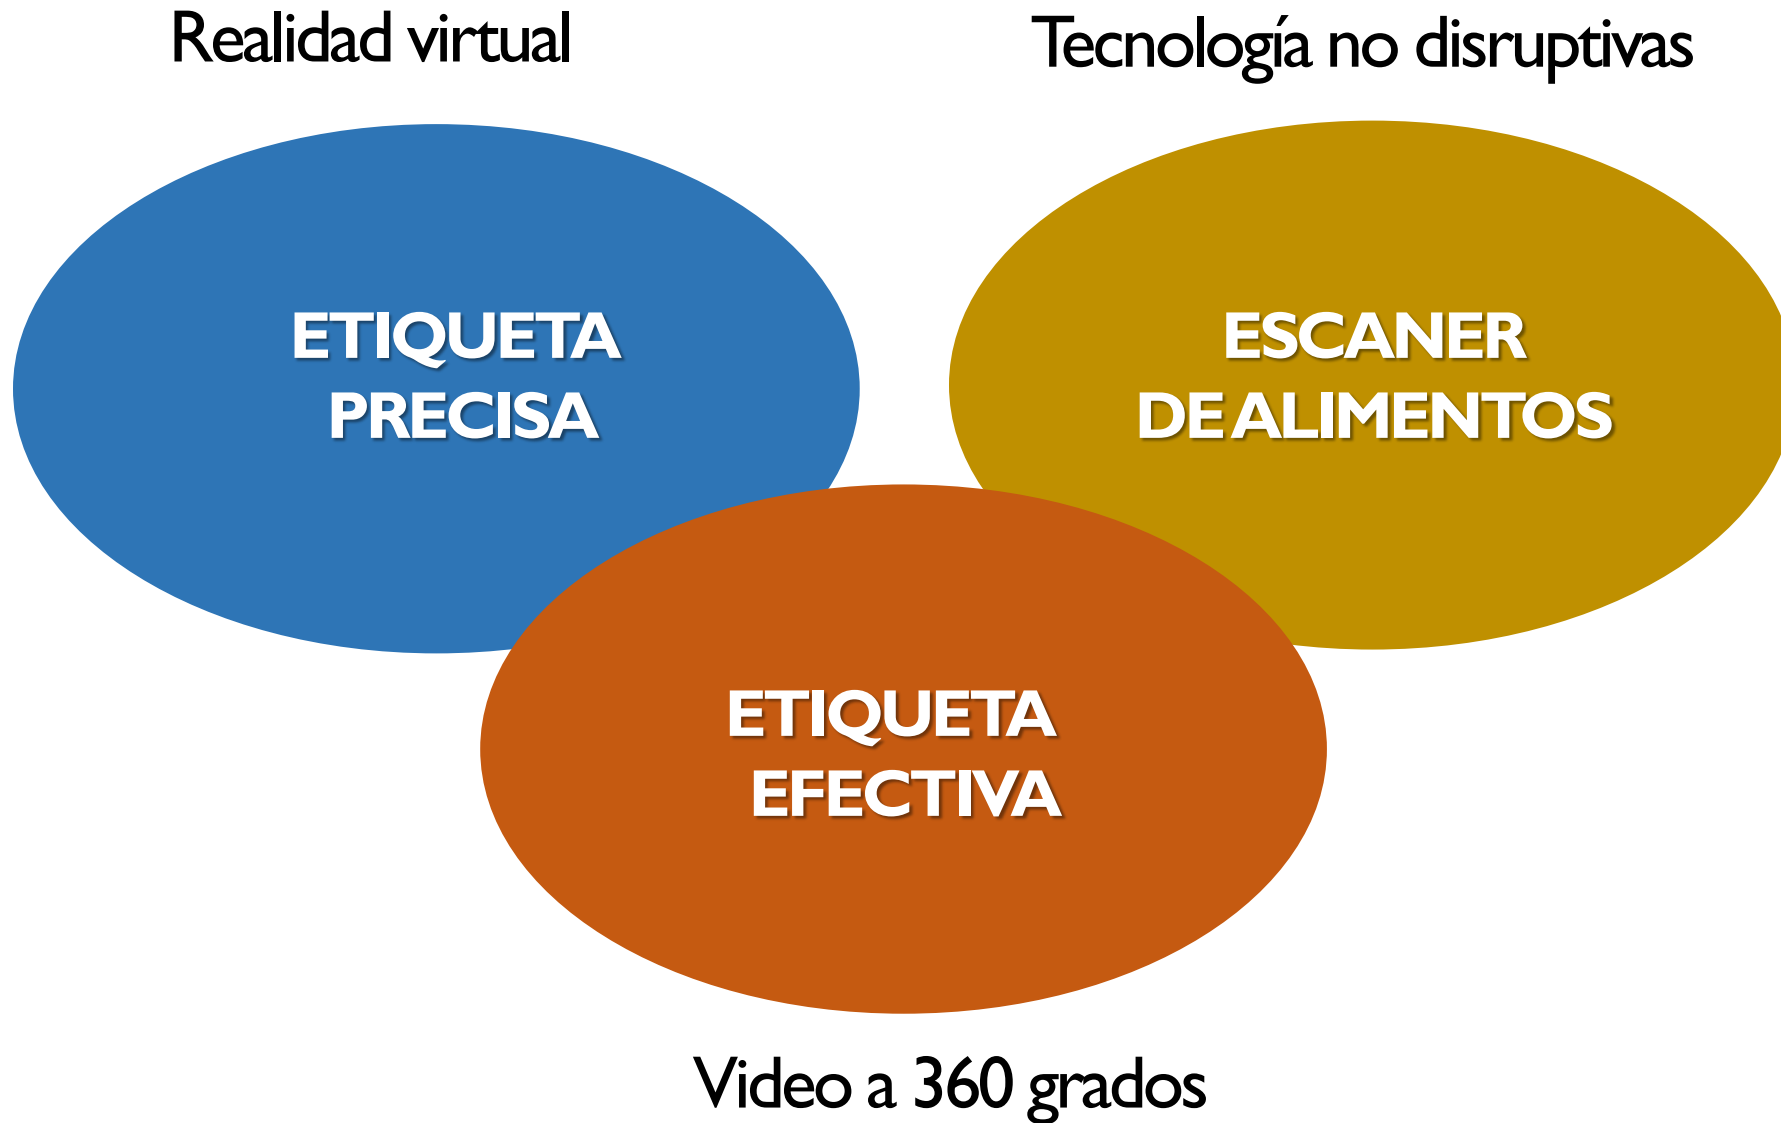 Realidad virtual
Tecnología no disruptivas
ETIQUETA
PRECISA
ESCANER
DE ALIMENTOS
ETIQUETA
EFECTIVA
Video a 360 grados